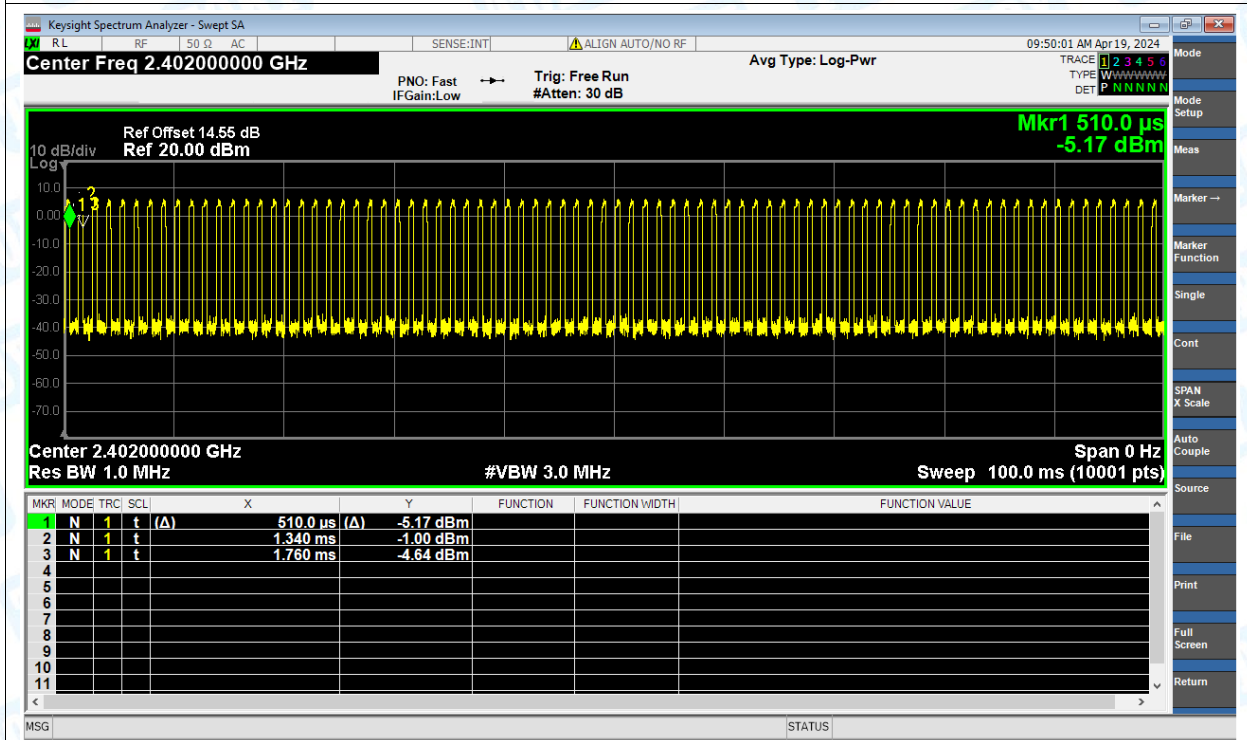 Keysight Spectrum Analyzer - Swept SA
LXI RL RF 50 Ω AC SENSE:INT ALIGN AUTO/NO RF 09:50:01 AM Apr 19, 2024
Center Freq 2.402000000 GHz
PNO: Fast
IFGain:Low
Trig: Free Run
#Atten: 30 dB
Avg Type: Log-Pwr
TRACE 1 2 3 4 5 6
TYPE WWWWWW
DET P N N N N N
Mkr1 510.0 µs
-5.17 dBm
Ref Offset 14.55 dB
10 dB/div Ref 20.00 dBm
Log
10.0
0.00
-10.0
-20.0
-30.0
-40.0
-50.0
-60.0
-70.0
1
2
3
Center 2.402000000 GHz Span 0 Hz
Res BW 1.0 MHz #VBW 3.0 MHz Sweep 100.0 ms (10001 pts)
MKR MODE TRC SCL X Y FUNCTION FUNCTION WIDTH FUNCTION VALUE
1 N 1 t (Δ) 510.0 µs (Δ) -5.17 dBm
2 N 1 t 1.340 ms -1.00 dBm
3 N 1 t 1.760 ms -4.64 dBm
4
5
6
7
8
9
10
11
MSG STATUS
Mode
Mode
Setup
Meas
Marker →
Marker
Function
Single
Cont
SPAN
X Scale
Auto
Couple
Source
File
Print
Full
Screen
Return